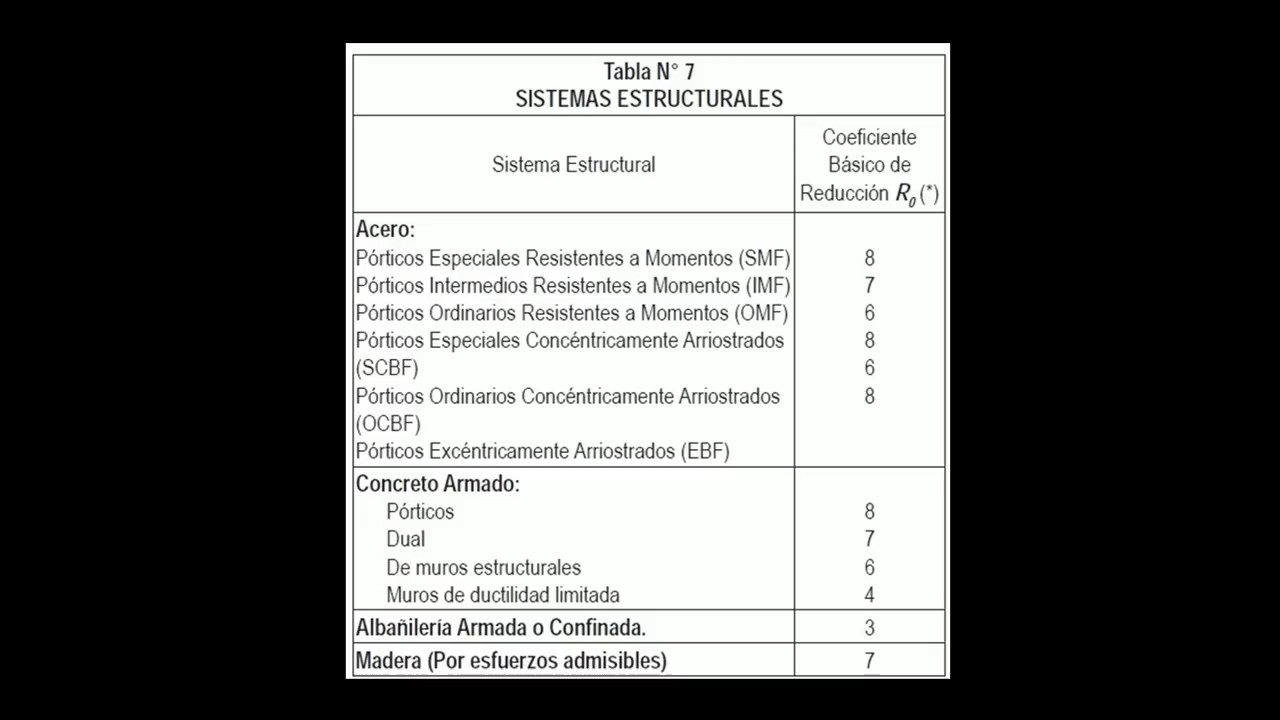 Tabla N° 7
SISTEMAS ESTRUCTURALES
Sistema Estructural
Coeficiente
Básico de
Reducción R0 (*)
Acero:
Pórticos Especiales Resistentes a Momentos (SMF) 8
Pórticos Intermedios Resistentes a Momentos (IMF) 7
Pórticos Ordinarios Resistentes a Momentos (OMF) 6
Pórticos Especiales Concéntricamente Arriostrados 8
(SCBF) 6
Pórticos Ordinarios Concéntricamente Arriostrados 8
(OCBF)
Pórticos Excéntricamente Arriostrados (EBF)
Concreto Armado:
Pórticos 8
Dual 7
De muros estructurales 6
Muros de ductilidad limitada 4
Albañilería Armada o Confinada. 3
Madera (Por esfuerzos admisibles) 7